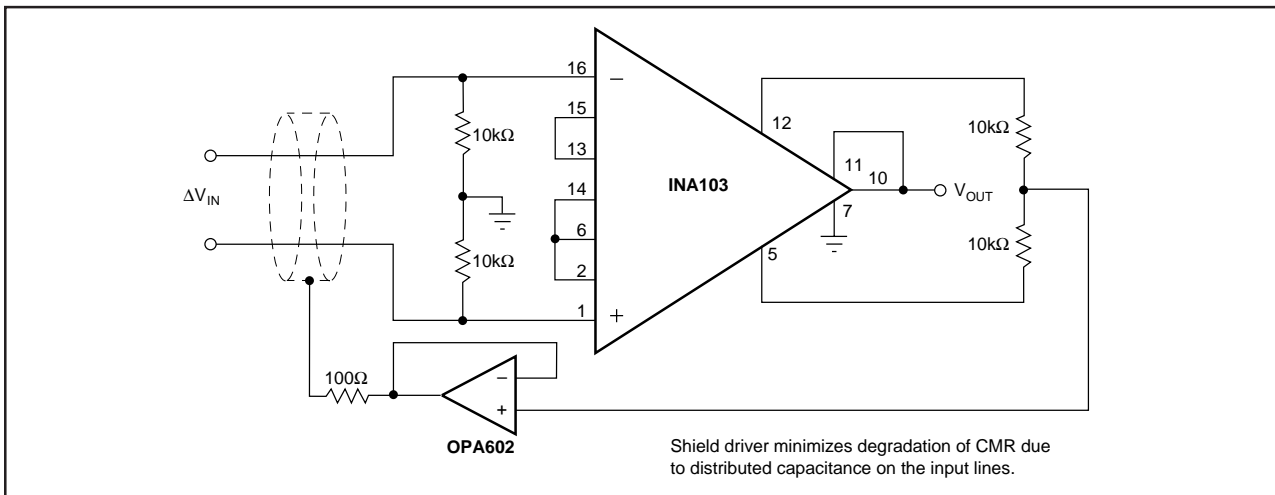 16
−
15
13
14
6
2
1
+
10kΩ
10kΩ
ΔV_IN
INA103
12
11
10
7
5
V_OUT
10kΩ
10kΩ
100Ω
−
+
OPA602
Shield driver minimizes degradation of CMR due
to distributed capacitance on the input lines.